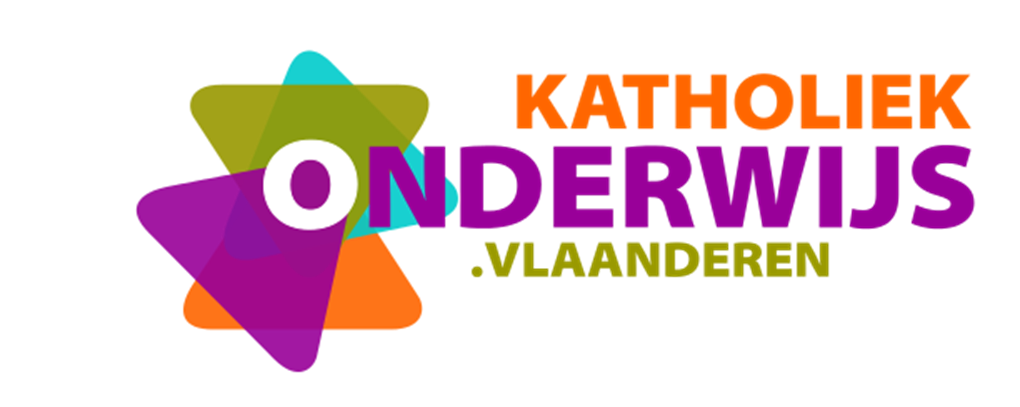 KATHOLIEK
ONDERWIJS
.VLAANDEREN